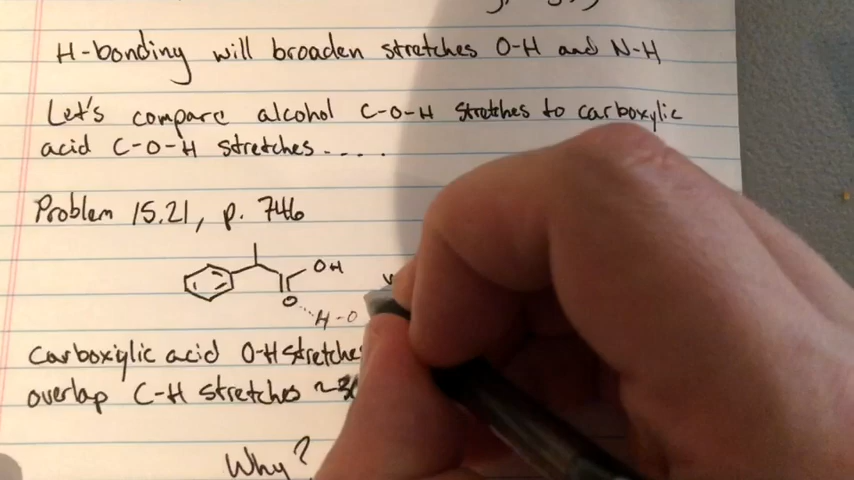 H-bonding will broaden stretches O-H and N-H
Let's compare alcohol C-O-H stretches to carboxylic
acid C-O-H stretches....
Problem 15.21, p. 746
OH
O
H-O
carboxylic acid O-H stretches
overlap C-H stretches ~
Why?